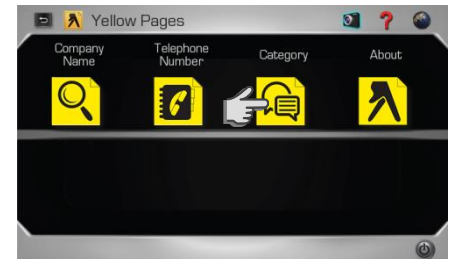 Yellow Pages
Company
Name
Telephone
Number
Category
About